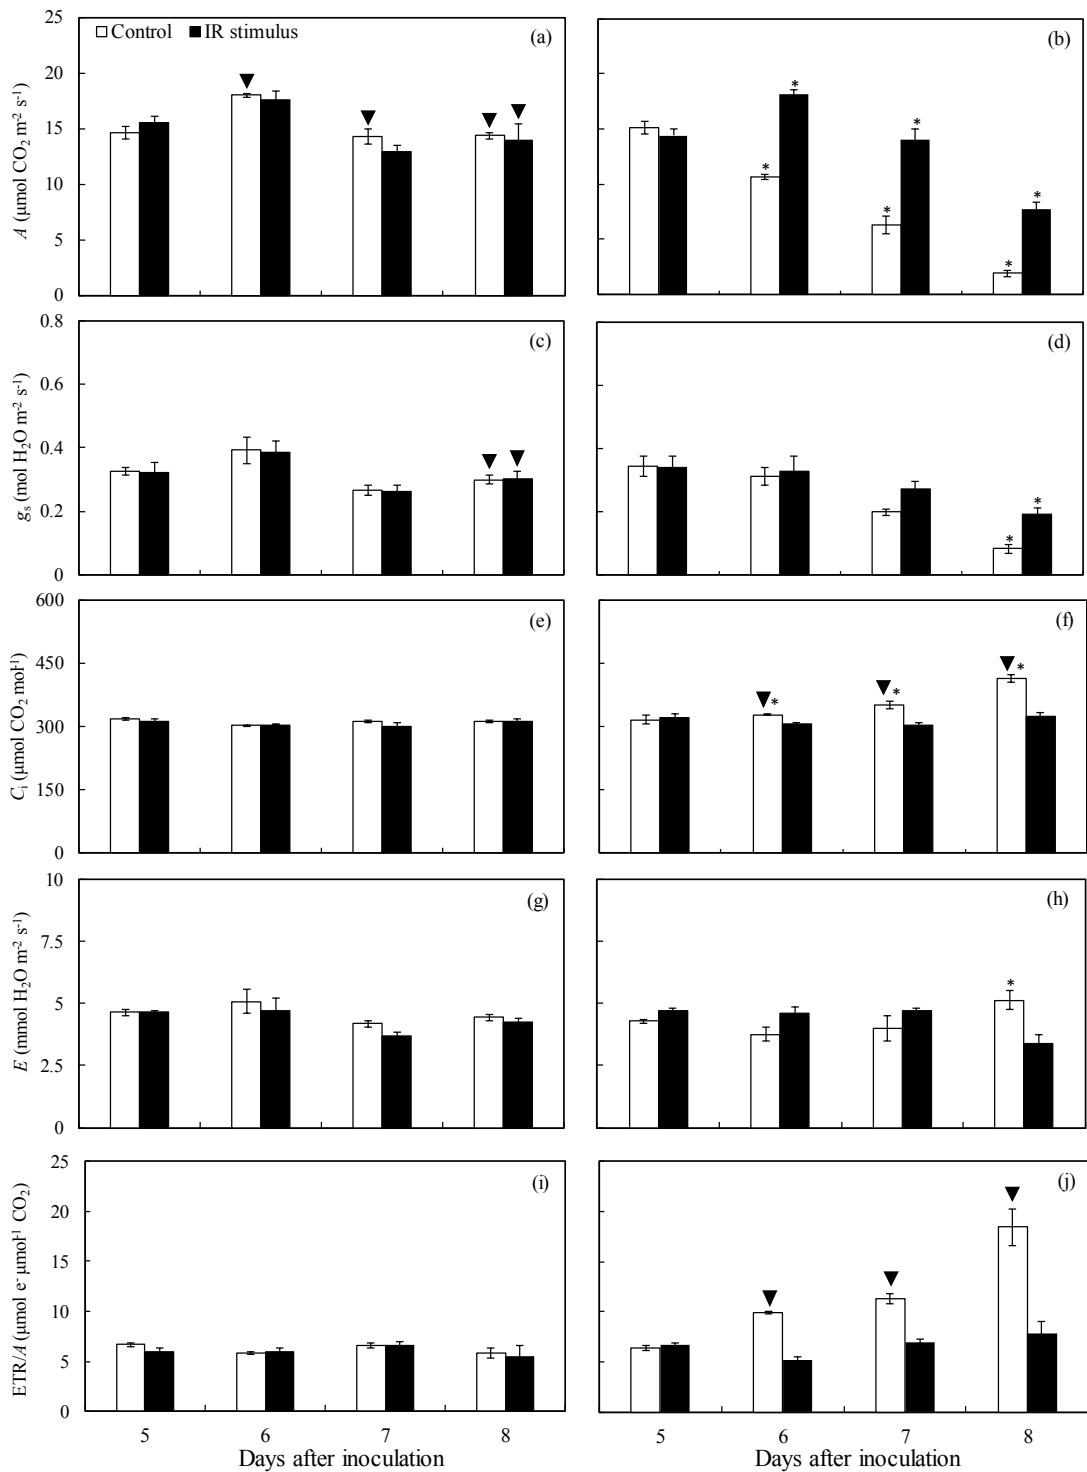 Control IR stimulus (a) (b)
25
20
15
10
5
0
A (μmol CO₂ m⁻² s⁻¹)
* * * * * *
(c) (d)
0.8
0.6
0.4
0.2
0
gₛ (mol H₂O m⁻² s⁻¹)
* *
(e) (f)
600
450
300
150
0
Cᵢ (μmol CO₂ mol⁻¹)
* * *
(g) (h)
10
7.5
5
2.5
0
E (mmol H₂O m⁻² s⁻¹)
*
(i) (j)
25
20
15
10
5
0
ETR/A (μmol e⁻ μmol⁻¹ CO₂)
5 6 7 8 5 6 7 8
Days after inoculation Days after inoculation